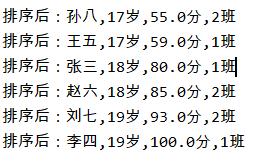 排序后：孙八,17岁,55.0分,2班
排序后：王五,17岁,59.0分,1班
排序后：张三,18岁,80.0分,1班
排序后：赵六,18岁,85.0分,2班
排序后：刘七,19岁,93.0分,2班
排序后：李四,19岁,100.0分,1班